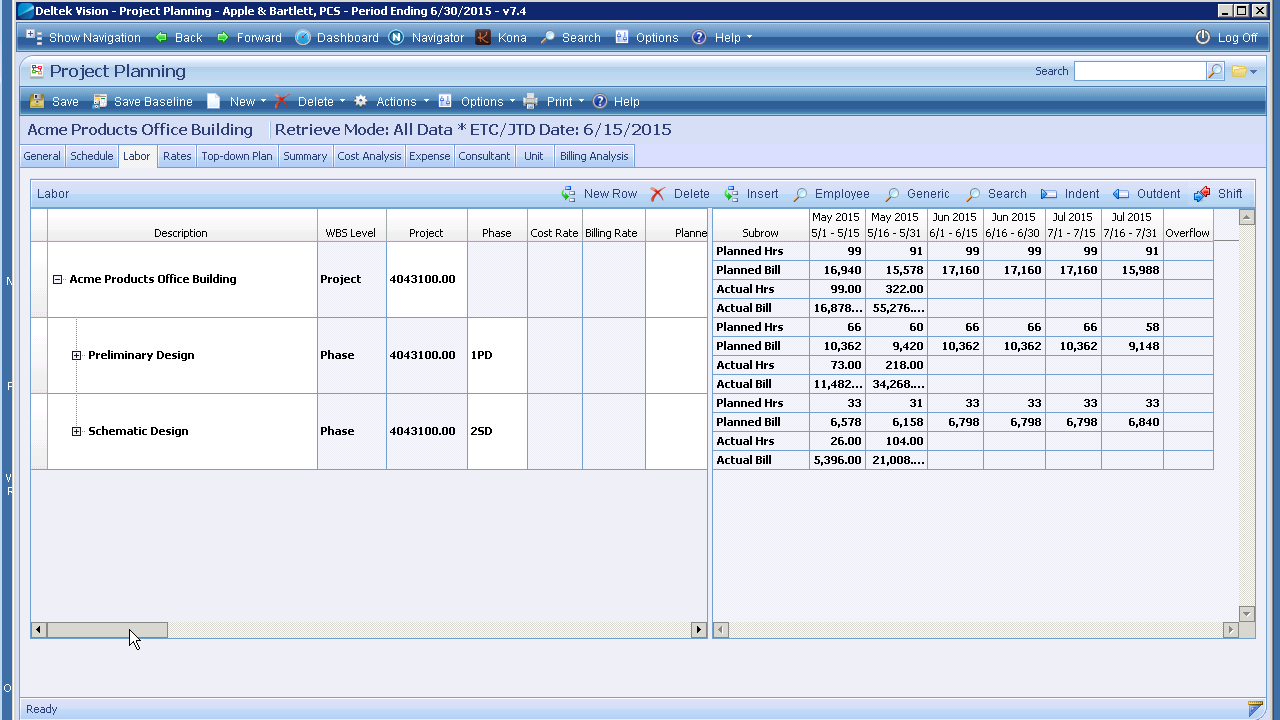 Deltek Vision - Project Planning - Apple & Bartlett, PCS - Period Ending 6/30/2015 - v7.4
Show Navigation Back Forward Dashboard Navigator Kona Search Options Help Log Off
Project Planning Search
Save Save Baseline New Delete Actions Options Print Help
Acme Products Office Building Retrieve Mode: All Data * ETC/JTD Date: 6/15/2015
General Schedule Labor Rates Top-down Plan Summary Cost Analysis Expense Consultant Unit Billing Analysis
Labor New Row Delete Insert Employee Generic Search Indent Outdent Shift
May 2015 May 2015 Jun 2015 Jun 2015 Jul 2015 Jul 2015
Description WBS Level Project Phase Cost Rate Billing Rate Planne Subrow 5/1 - 5/15 5/16 - 5/31 6/1 - 6/15 6/16 - 6/30 7/1 - 7/15 7/16 - 7/31 Overflow
Planned Hrs 99 91 99 99 99 91
Planned Bill 16,940 15,578 17,160 17,160 17,160 15,988
Acme Products Office Building Project 4043100.00
Actual Hrs 99.00 322.00
Actual Bill 16,878... 55,276....
Planned Hrs 66 60 66 66 66 58
Planned Bill 10,362 9,420 10,362 10,362 10,362 9,148
Preliminary Design Phase 4043100.00 1PD
Actual Hrs 73.00 218.00
Actual Bill 11,482... 34,268....
Planned Hrs 33 31 33 33 33 33
Planned Bill 6,578 6,158 6,798 6,798 6,798 6,840
Schematic Design Phase 4043100.00 2SD
Actual Hrs 26.00 104.00
Actual Bill 5,396.00 21,008....
Ready